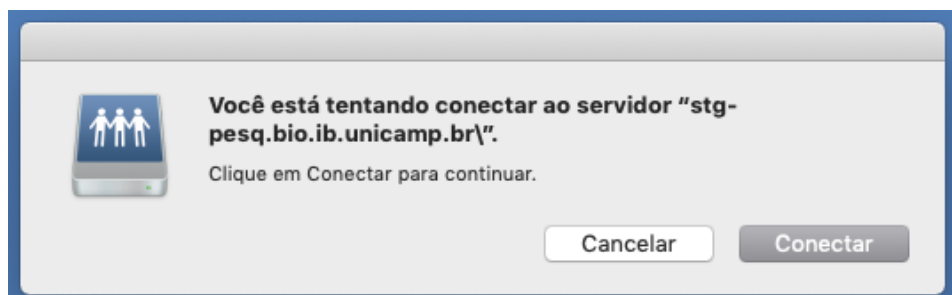 Você está tentando conectar ao servidor “stg-
pesq.bio.ib.unicamp.br\”.
Clique em Conectar para continuar.
Cancelar
Conectar